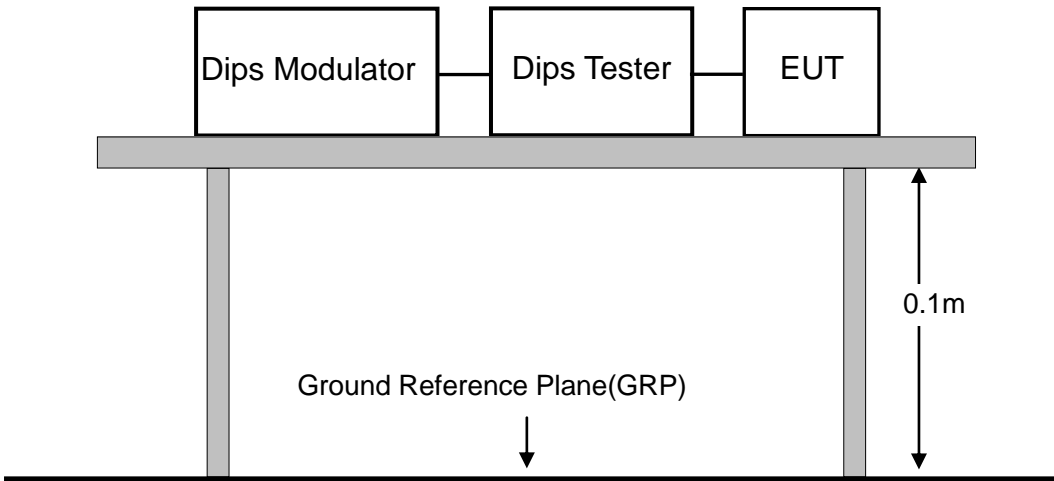 Dips Modulator
Dips Tester
EUT
0.1m
Ground Reference Plane(GRP)